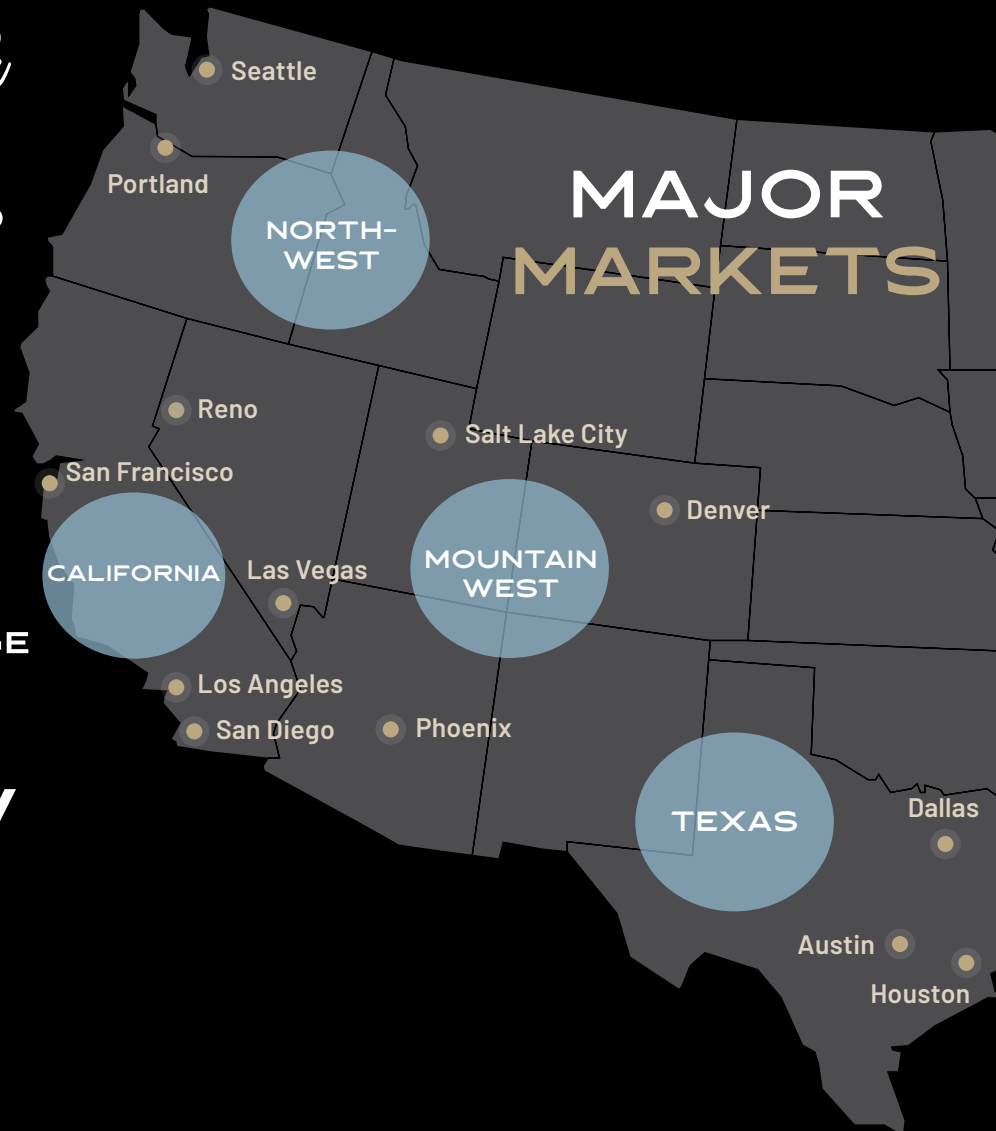 Seattle
Portland
MAJOR
MARKETS
NORTH-
WEST
Reno
Salt Lake City
San Francisco
Denver
CALIFORNIA
Las Vegas
MOUNTAIN
WEST
Los Angeles
San Diego
Phoenix
TEXAS
Dallas
Austin
Houston